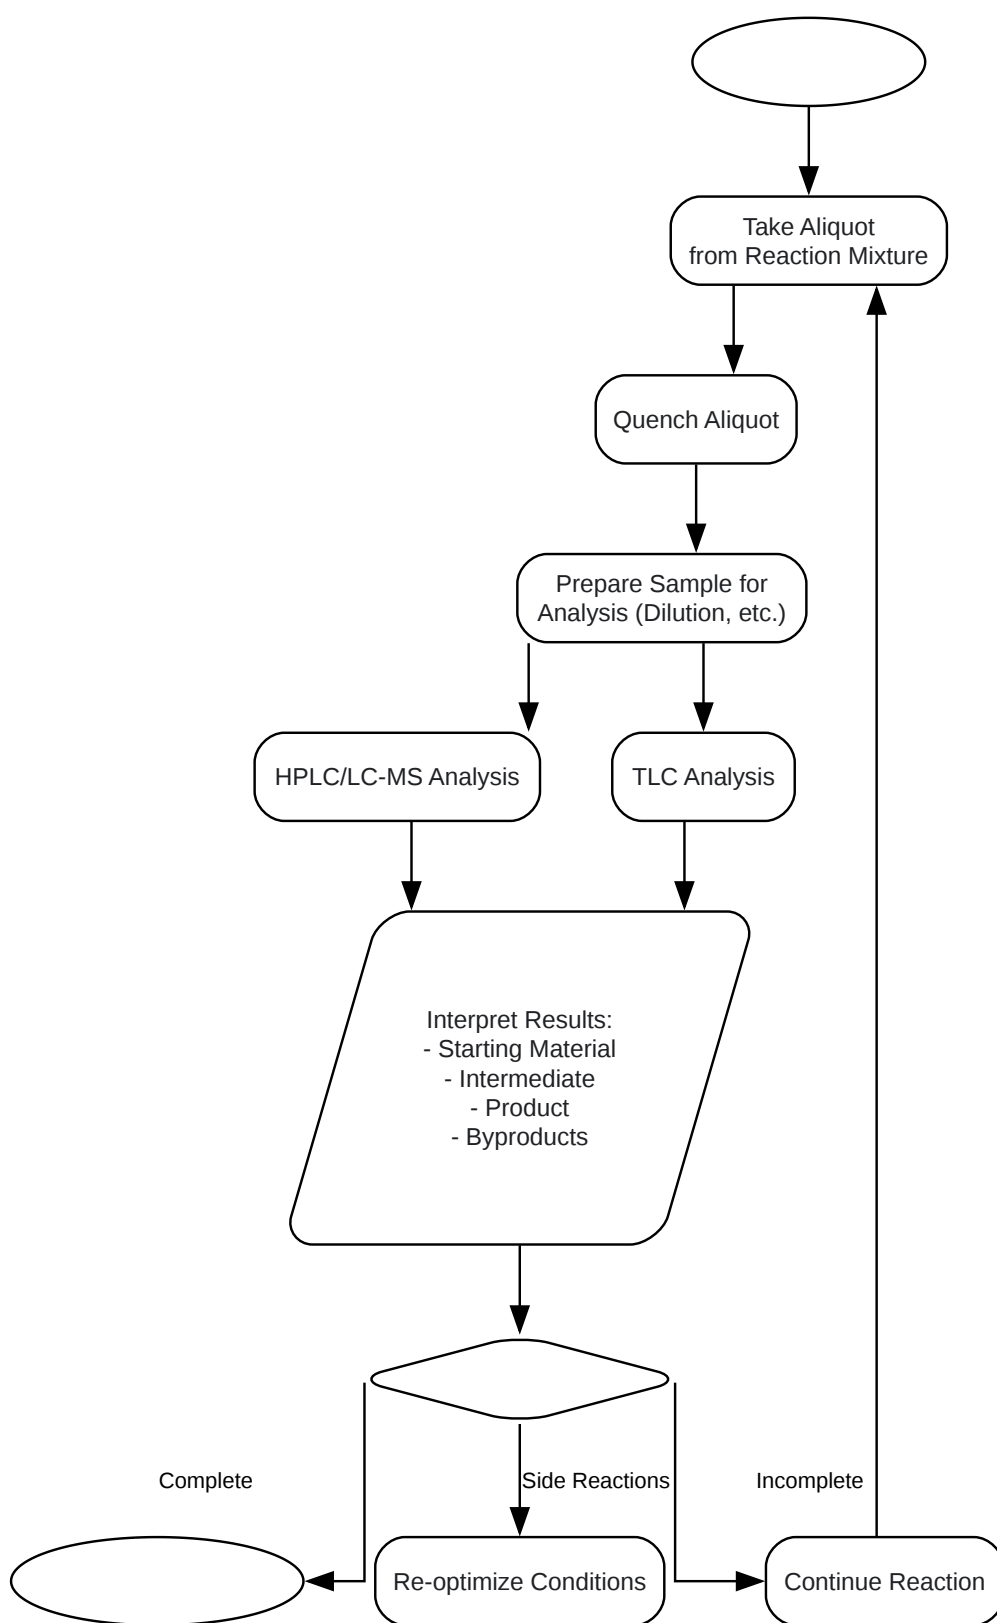 Take Aliquot
from Reaction Mixture
Quench Aliquot
Prepare Sample for
Analysis (Dilution, etc.)
HPLC/LC-MS Analysis
TLC Analysis
Interpret Results:
- Starting Material
- Intermediate
- Product
- Byproducts
Complete
Side Reactions
Incomplete
Re-optimize Conditions
Continue Reaction